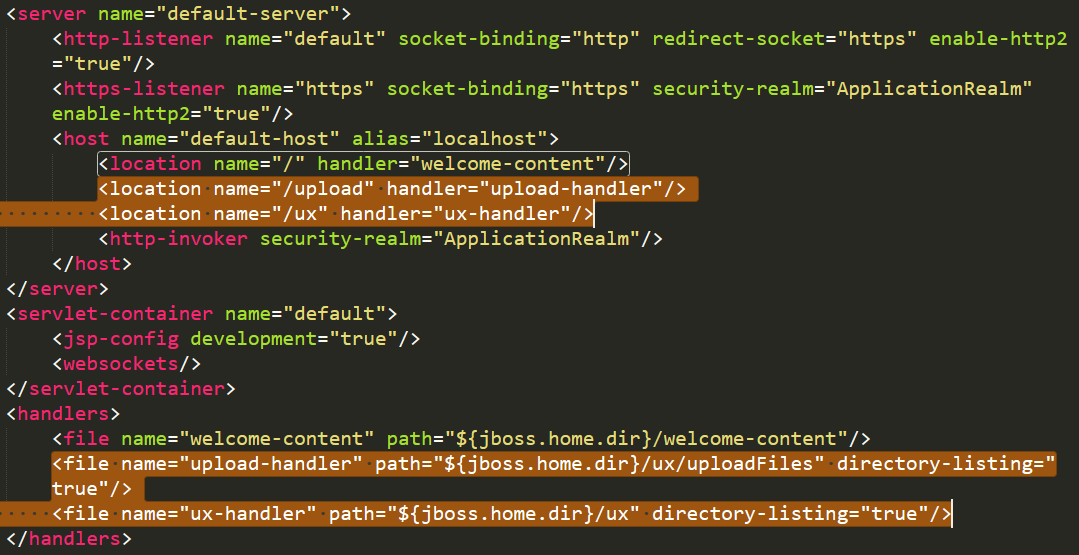 <server name="default-server">
<http-listener name="default" socket-binding="http" redirect-socket="https" enable-http2
="true"/>
<https-listener name="https" socket-binding="https" security-realm="ApplicationRealm"
enable-http2="true"/>
<host name="default-host" alias="localhost">
<location name="/" handler="welcome-content"/>
<location name="/upload" handler="upload-handler"/>
<location name="/ux" handler="ux-handler"/>
<http-invoker security-realm="ApplicationRealm"/>
</host>
</server>
<servlet-container name="default">
<jsp-config development="true"/>
<websockets/>
</servlet-container>
<handlers>
<file name="welcome-content" path="${jboss.home.dir}/welcome-content"/>
<file name="upload-handler" path="${jboss.home.dir}/ux/uploadFiles" directory-listing="
true"/>
<file name="ux-handler" path="${jboss.home.dir}/ux" directory-listing="true"/>
</handlers>